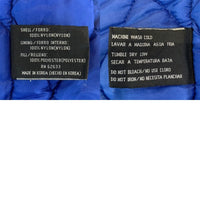 SHELL/FORRO:
100%NYLON(NYLON)
LINING/FORRO INTERNO:
100%NYLON(NYLON)
FILL/RELLENO:
100%POLYESTER(POLYESTER)
RN 62633
MADE IN KOREA (HECHO EN KOREA)
MACHINE WASH COLD
LAVAR A MAQUINA AGUA FRIA
TUMBLE DRY LOW
SECAR A TEMPERATURA BAJA
DO NOT BLEACH/NO USE CLORO
DO NOT IRON/NO NECESITA PLANCHAR